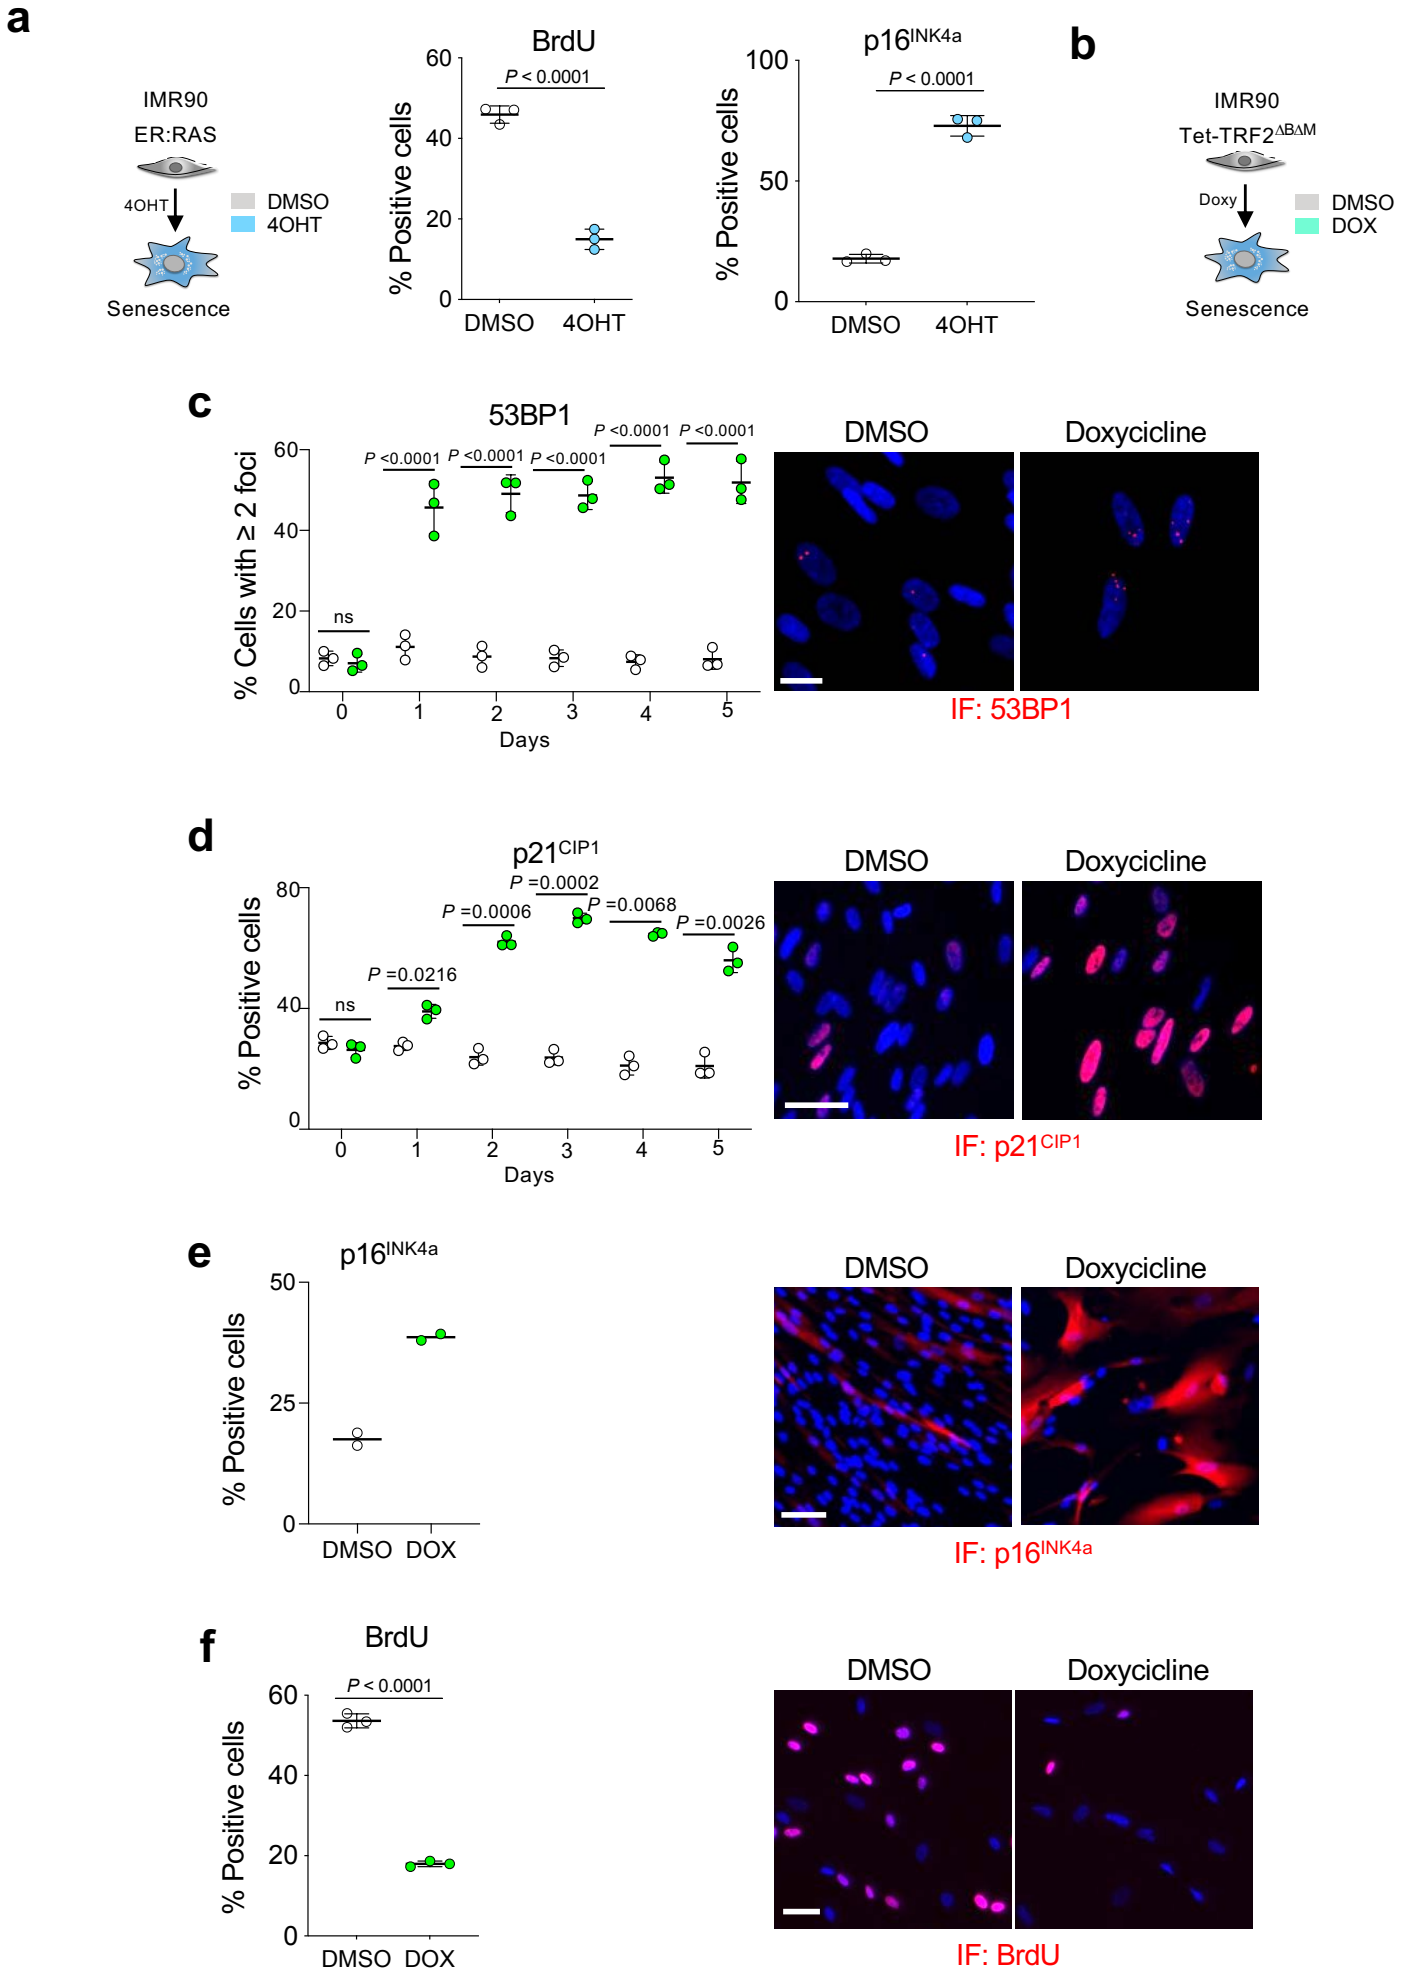 a
IMR90
ER:RAS
4OHT
Senescence
DMSO
4OHT
BrdU
P < 0.0001
% Positive cells
60
40
20
0
DMSO 4OHT
p16INK4a
P < 0.0001
% Positive cells
100
50
0
DMSO 4OHT
b
IMR90
Tet-TRF2ΔBΔM
Doxy
Senescence
DMSO
DOX
c
53BP1
P <0.0001 P <0.0001 P <0.0001 P <0.0001 P <0.0001
ns
% Cells with ≥ 2 foci
60
40
20
0
0 1 2 3 4 5
Days
DMSO Doxycicline
IF: 53BP1
d
p21CIP1
P =0.0002
P =0.0006 P =0.0068 P =0.0026
P =0.0216
ns
% Positive cells
80
40
0
0 1 2 3 4 5
Days
DMSO Doxycicline
IF: p21CIP1
e
p16INK4a
% Positive cells
50
25
0
DMSO DOX
DMSO Doxycicline
IF: p16INK4a
f
BrdU
P < 0.0001
% Positive cells
60
40
20
0
DMSO DOX
DMSO Doxycicline
IF: BrdU